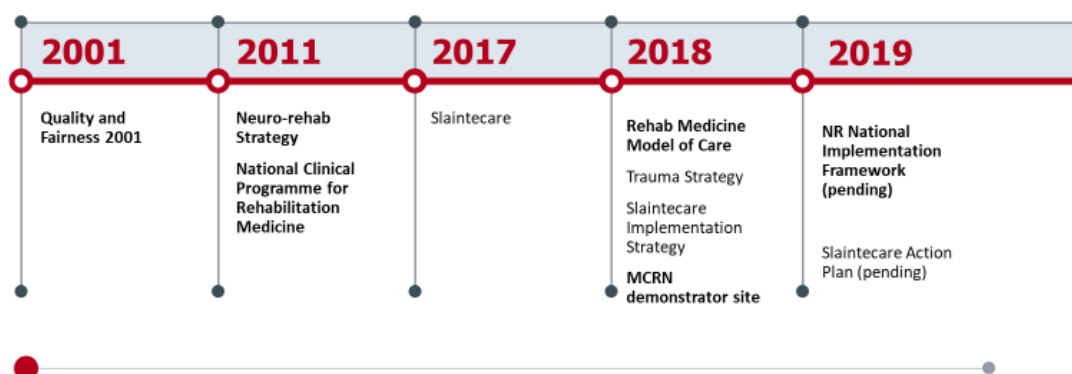 2001
2011
2017
2018
2019
Quality and
Fairness 2001
Neuro-rehab
Strategy
National Clinical
Programme for
Rehabilitation
Medicine
Slaintecare
Rehab Medicine
Model of Care
Trauma Strategy
Slaintecare
Implementation
Strategy
MCRN
demonstrator site
NR National
Implementation
Framework
(pending)
Slaintecare Action
Plan (pending)